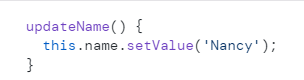 updateName() {
  this.name.setValue('Nancy');
}